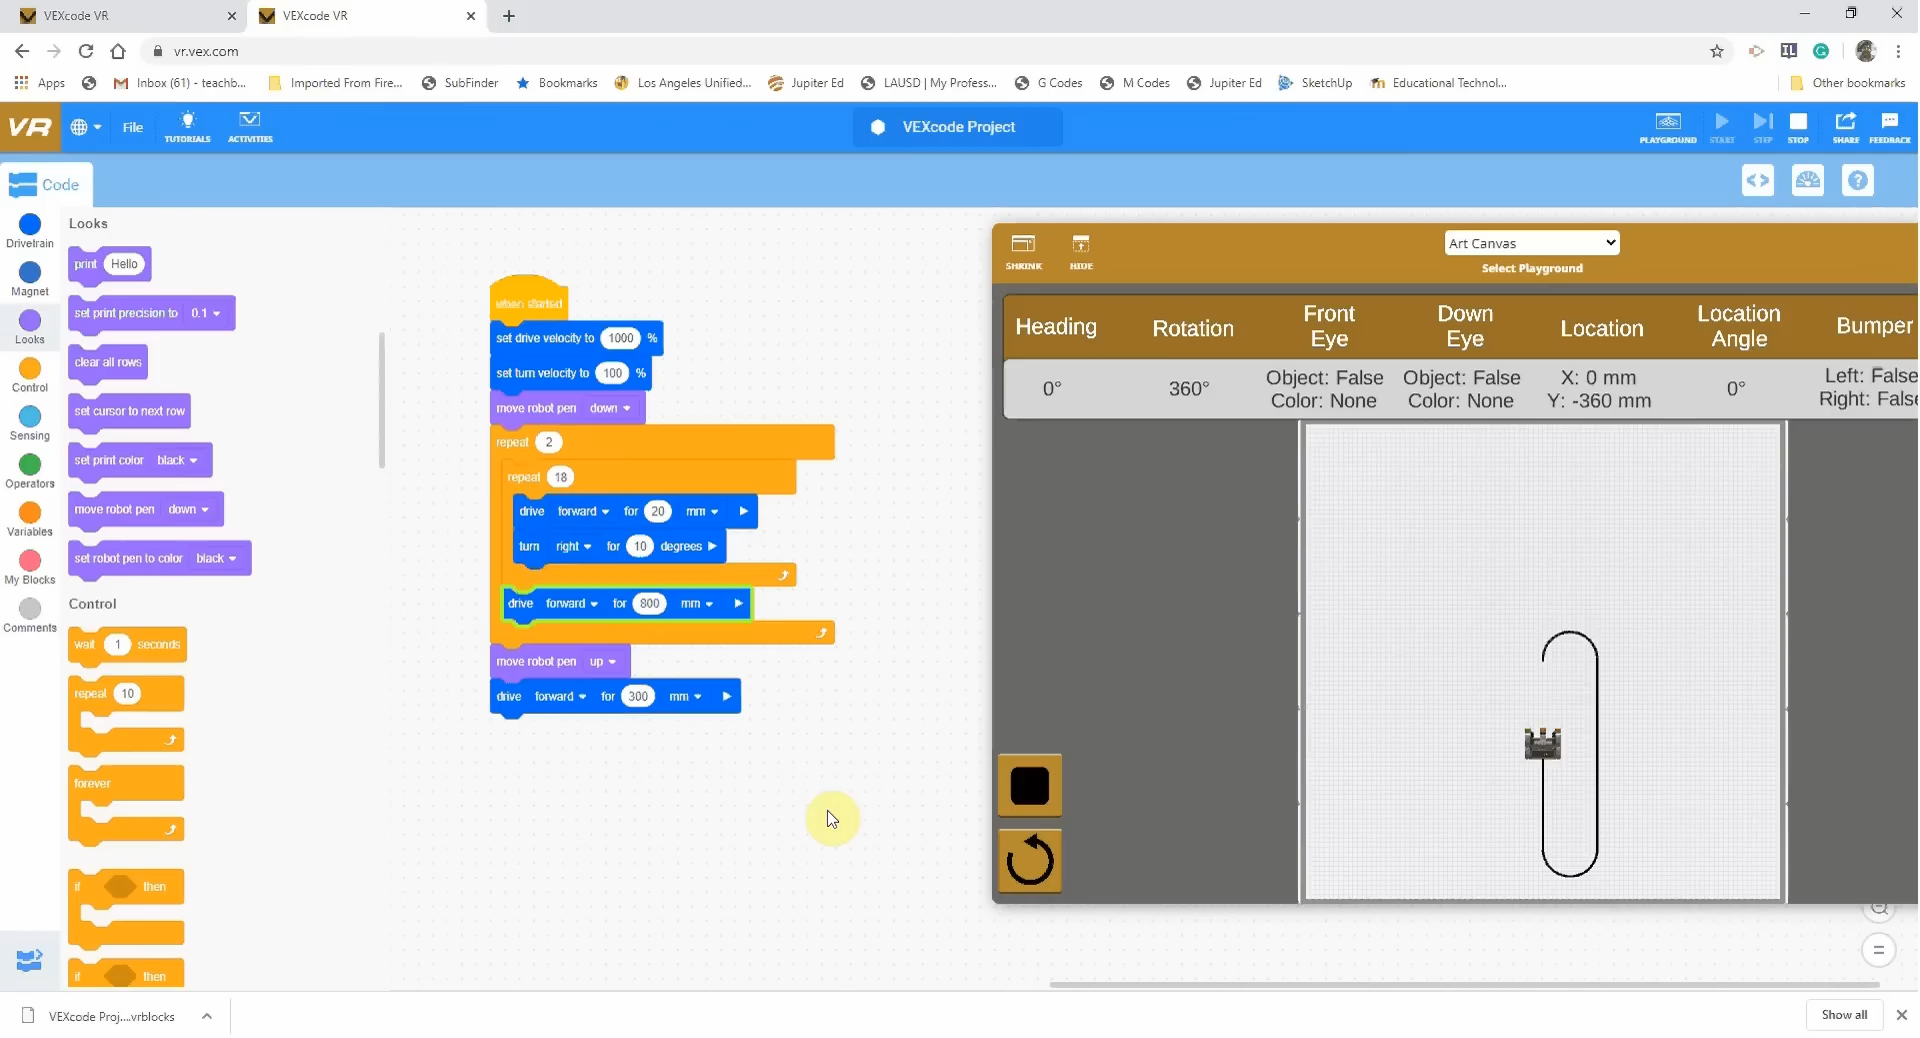 VEXcode VR
VEXcode VR
vr.vex.com
Apps
Inbox (61) - teachb...
Imported From Fire...
SubFinder
Bookmarks
Los Angeles Unified...
Jupiter Ed
LAUSD | My Profess...
G Codes
M Codes
Jupiter Ed
SketchUp
Educational Technol...
Other bookmarks
VR
File
TUTORIALS
ACTIVITIES
VEXcode Project
PLAYGROUND
START
STEP
STOP
SHARE
FEEDBACK
Code
Drivetrain
Magnet
Looks
Control
Sensing
Operators
Variables
My Blocks
Comments
Looks
print Hello
set print precision to 0.1
clear all rows
set cursor to next row
set print color black
move robot pen down
set robot pen to color black
Control
wait 1 seconds
repeat 10
forever
if then
if then
when started
set drive velocity to 1000 %
set turn velocity to 100 %
move robot pen down
repeat 2
repeat 18
drive forward for 20 mm
turn right for 10 degrees
drive forward for 800 mm
move robot pen up
drive forward for 300 mm
SHRINK
HIDE
Art Canvas
Select Playground
Heading
Rotation
Front
Eye
Down
Eye
Location
Location
Angle
Bumper
0°
360°
Object: False
Color: None
Object: False
Color: None
X: 0 mm
Y: -360 mm
0°
Left: False
Right: False
VEXcode Proj....vrblocks
Show all